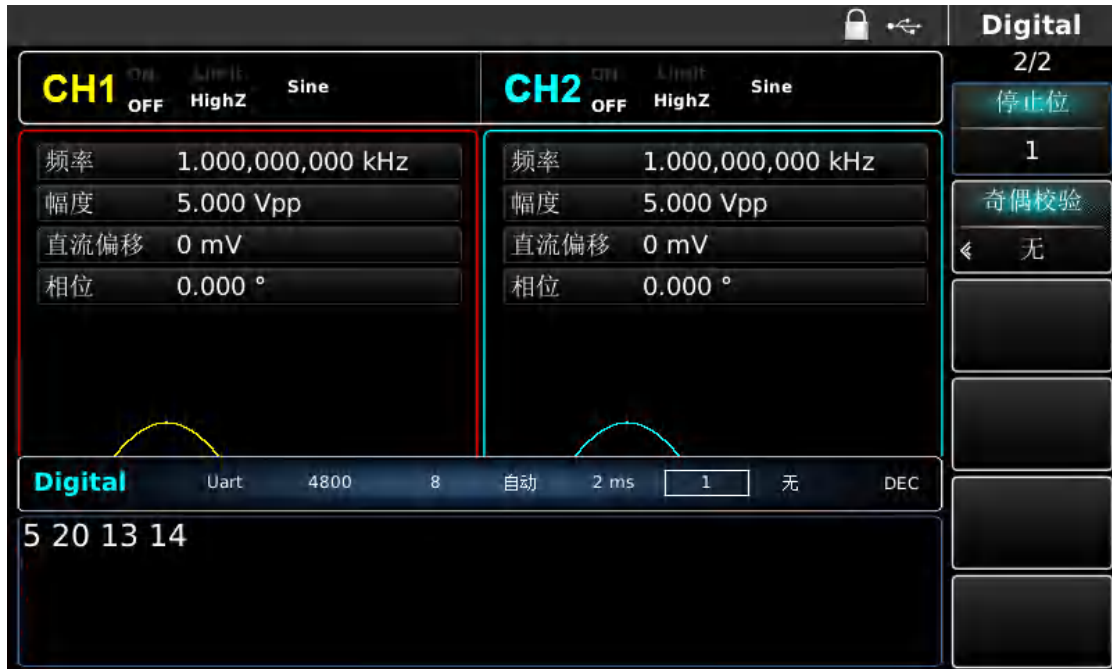 Digital
2/2
CH1 ON OFF Limit HighZ Sine
CH2 ON OFF Limit HighZ Sine
停止位
1
频率 1.000,000,000 kHz
频率 1.000,000,000 kHz
奇偶校验
无
幅度 5.000 Vpp
幅度 5.000 Vpp
直流偏移 0 mV
直流偏移 0 mV
相位 0.000 °
相位 0.000 °
Digital Uart 4800 8 自动 2 ms 1 无 DEC
5 20 13 14